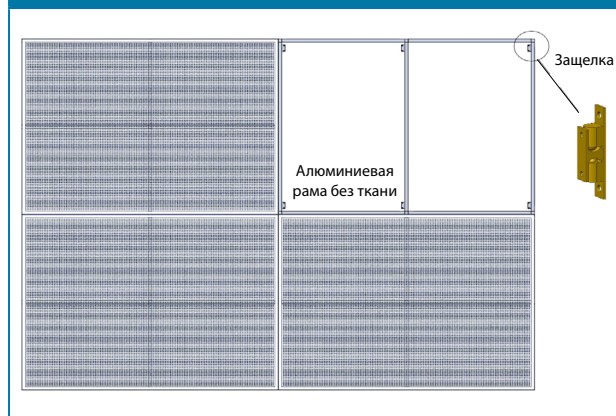 Защелка
Алюминиевая
рама без ткани